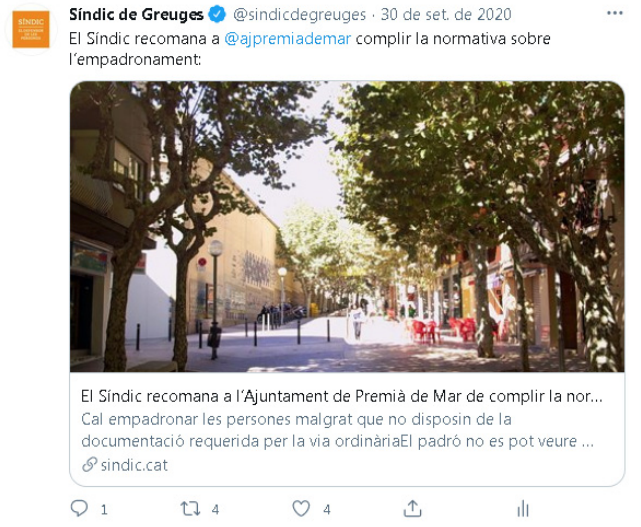 Síndic de Greuges @sindicdegreuges · 30 de set. de 2020
El Síndic recomana a @ajpremiademar complir la normativa sobre
l'empadronament:
El Síndic recomana a l'Ajuntament de Premià de Mar de complir la nor...
Cal empadronar les persones malgrat que no disposin de la
documentació requerida per la via ordinàriaEl padró no es pot veure ...
sindic.cat
1 4 4